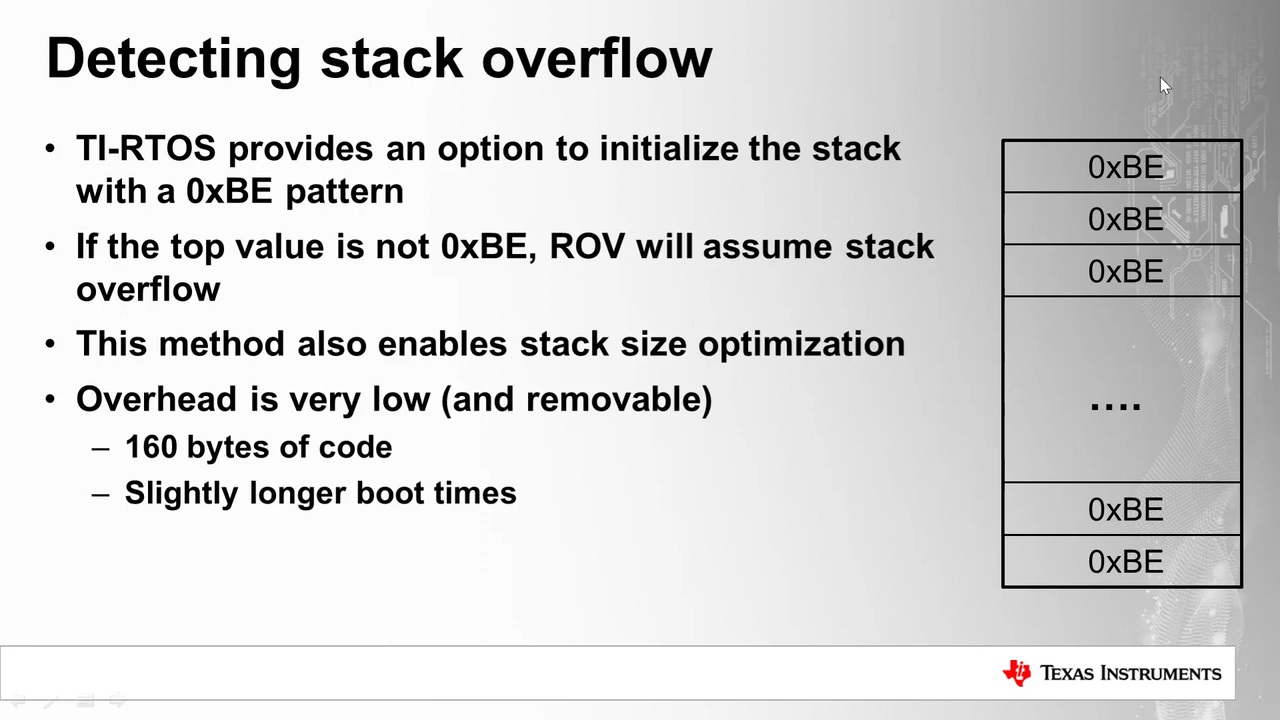 Detecting stack overflow
• TI-RTOS provides an option to initialize the stack
with a 0xBE pattern
• If the top value is not 0xBE, ROV will assume stack
overflow
• This method also enables stack size optimization
• Overhead is very low (and removable)
– 160 bytes of code
– Slightly longer boot times
0xBE
0xBE
0xBE
....
0xBE
0xBE
TEXAS INSTRUMENTS